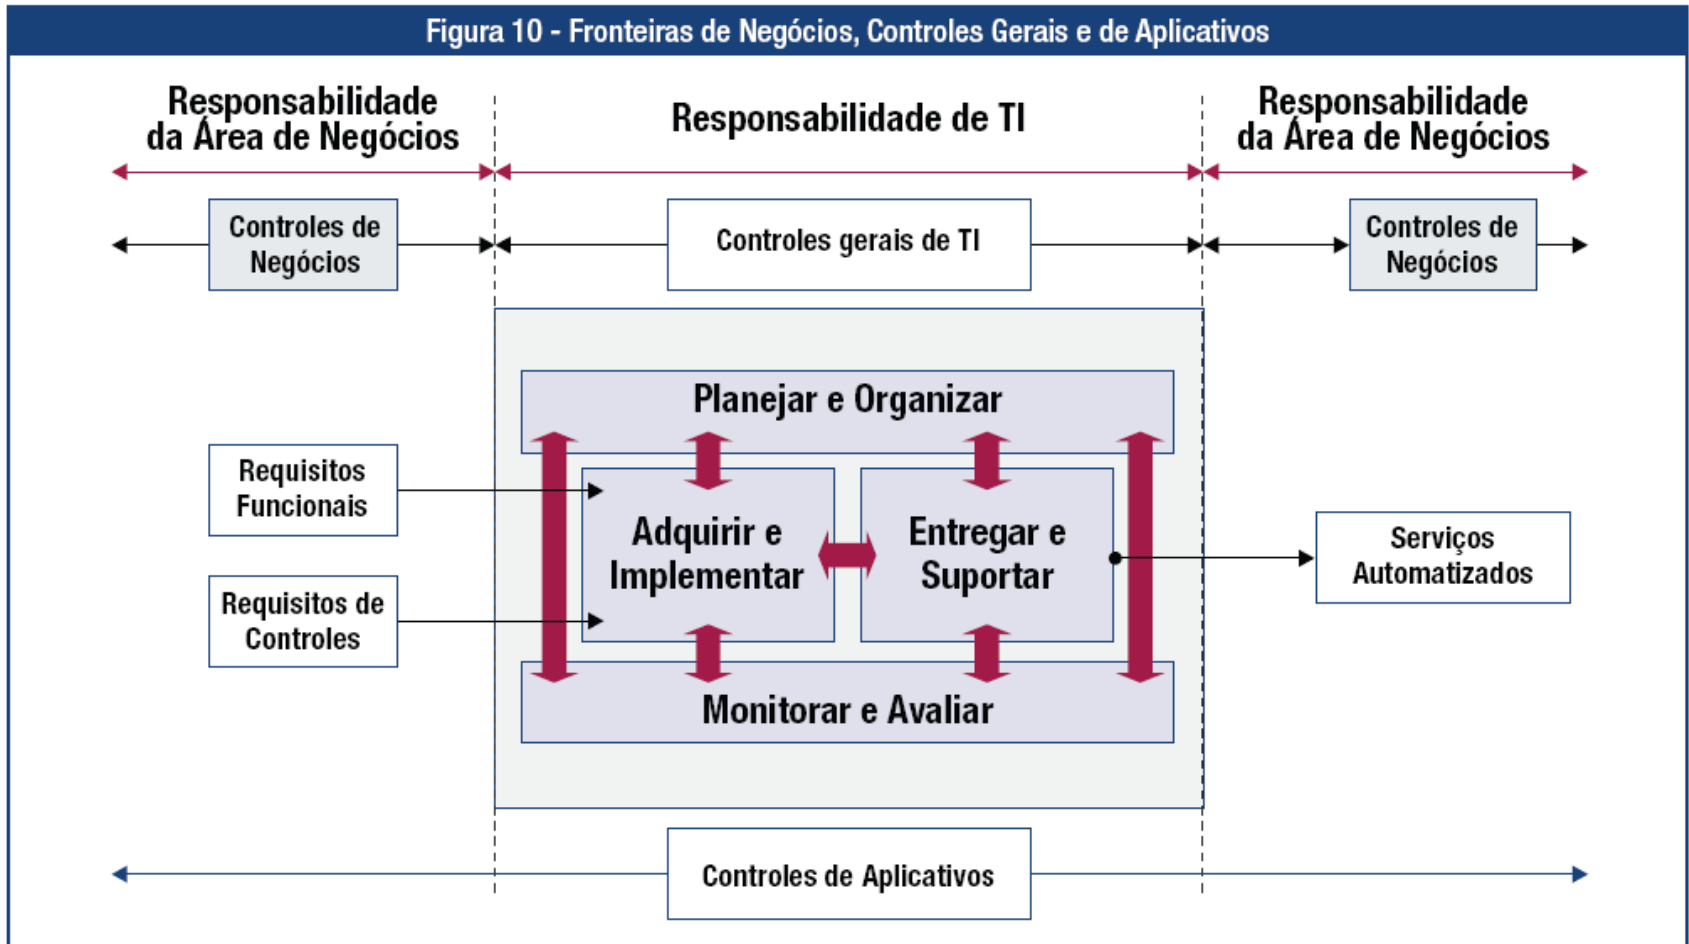 Figura 10 - Fronteiras de Negócios, Controles Gerais e de Aplicativos
Responsabilidade
da Área de Negócios
Responsabilidade de TI
Responsabilidade
da Área de Negócios
Controles de
Negócios
Controles gerais de TI
Controles de
Negócios
Planejar e Organizar
Requisitos
Funcionais
Adquirir e
Implementar
Entregar e
Suportar
Serviços
Automatizados
Requisitos de
Controles
Monitorar e Avaliar
Controles de Aplicativos